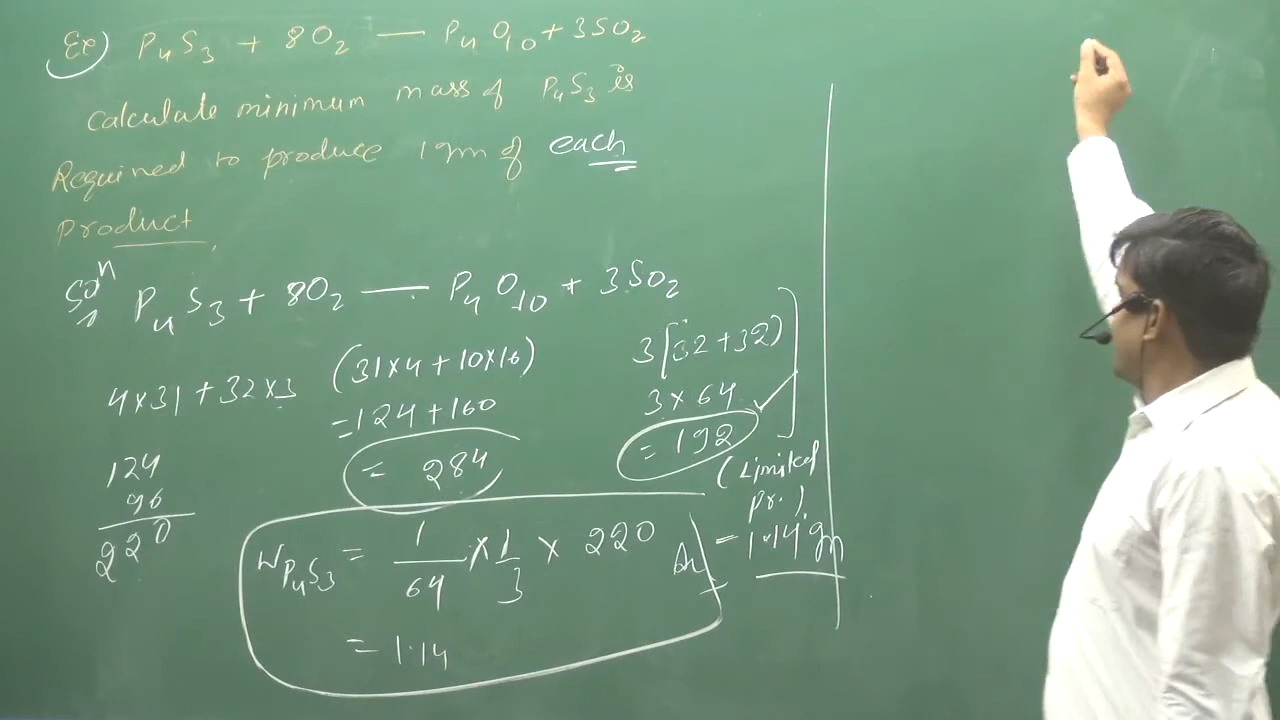 Ex) P4S3 + 8O2 — P4O10 + 3SO2
Calculate minimum mass of P4S3 is
Required to produce 1gm of each
product.
Solⁿ P4S3 + 8O2 — P4O10 + 3SO2
4×31 + 32×3
124
96
220
(31×4 + 10×16)
= 124 + 160
= 284
3[32+32)
3×64
= 192
(Limited
pr.)
WP4S3 = 1/64 × 1/3 × 220
= 1.14
= 1.14 gm